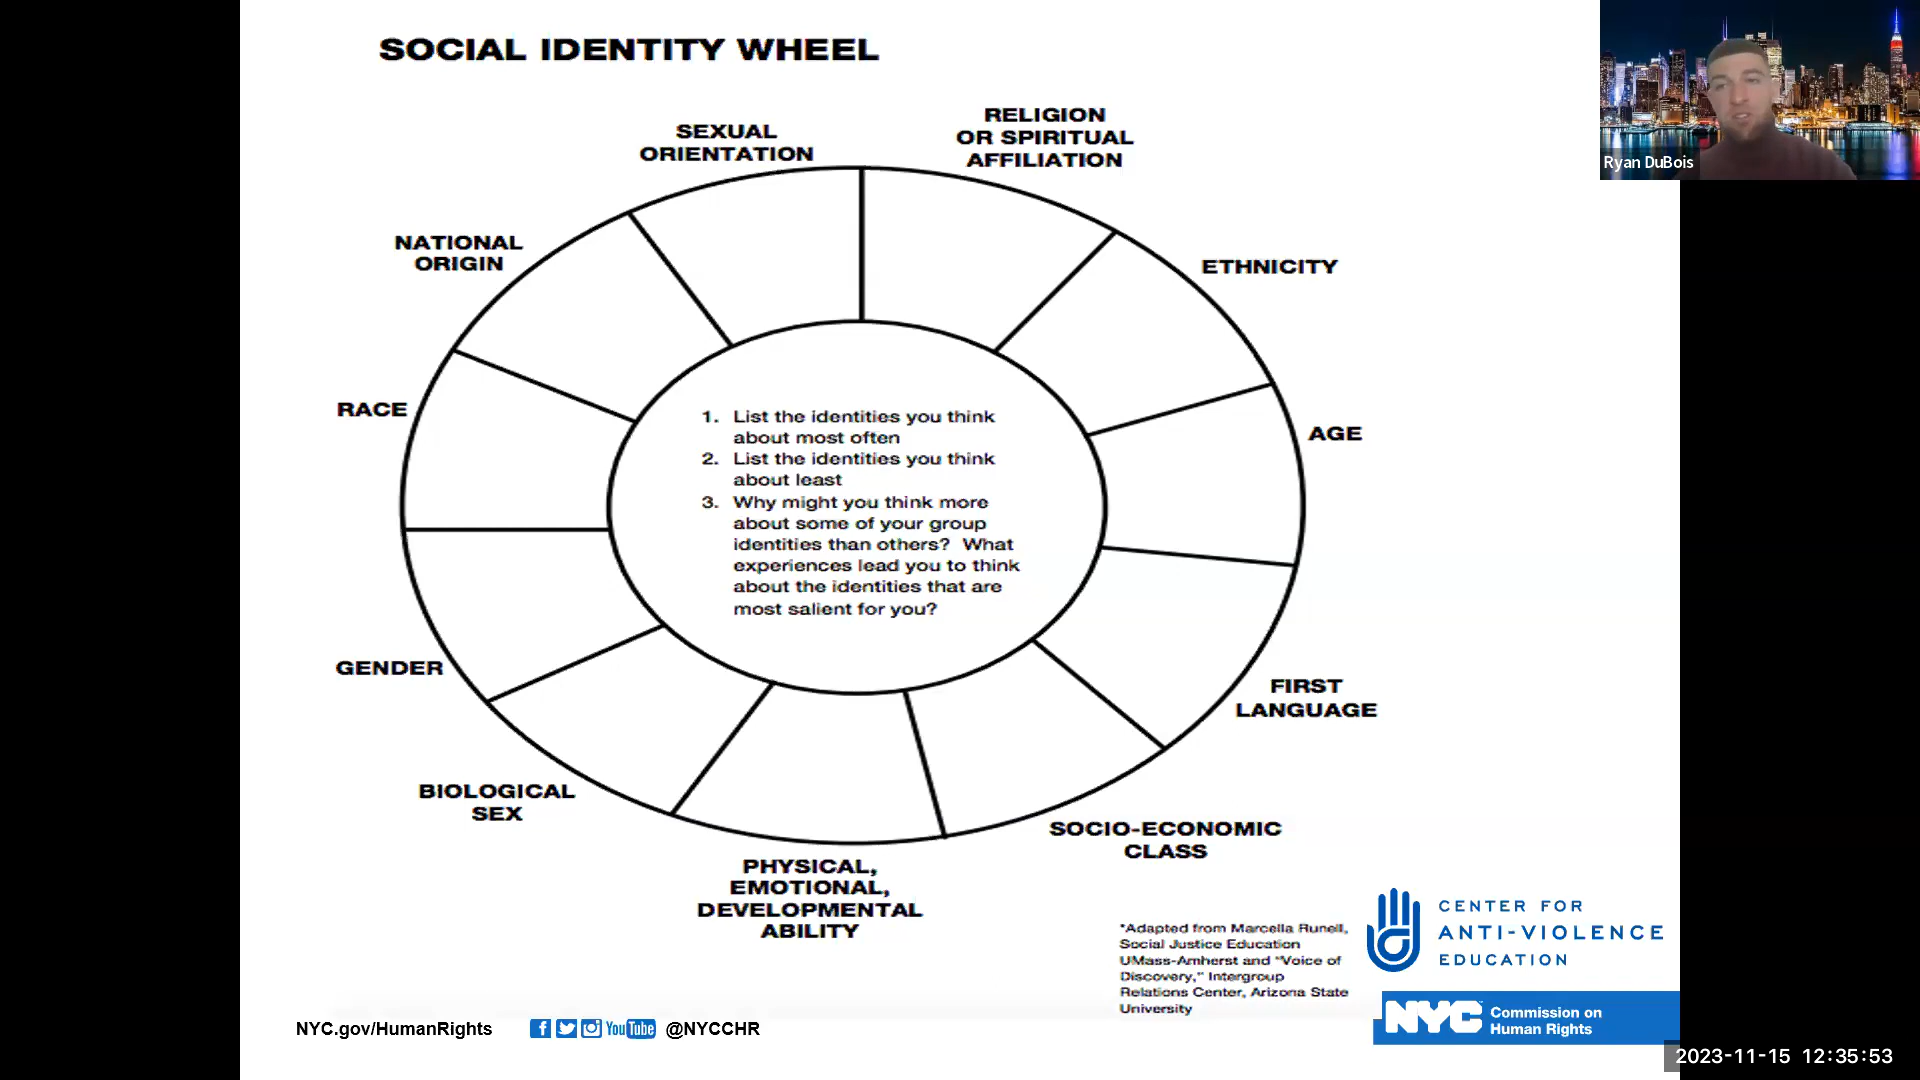 SOCIAL IDENTITY WHEEL
Ryan DuBois
SEXUAL
ORIENTATION
RELIGION
OR SPIRITUAL
AFFILIATION
NATIONAL
ORIGIN
ETHNICITY
RACE
AGE
1. List the identities you think
about most often
2. List the identities you think
about least
3. Why might you think more
about some of your group
identities than others? What
experiences lead you to think
about the identities that are
most salient for you?
GENDER
FIRST
LANGUAGE
BIOLOGICAL
SEX
SOCIO-ECONOMIC
CLASS
PHYSICAL,
EMOTIONAL,
DEVELOPMENTAL
ABILITY
*Adapted from Marcella Runell,
Social Justice Education
UMass-Amherst and "Voice of
Discovery," Intergroup
Relations Center, Arizona State
University
CENTER FOR
ANTI-VIOLENCE
EDUCATION
NYC.gov/HumanRights
YouTube
@NYCCHR
NYC
Commission on
Human Rights
2023-11-15 12:35:53